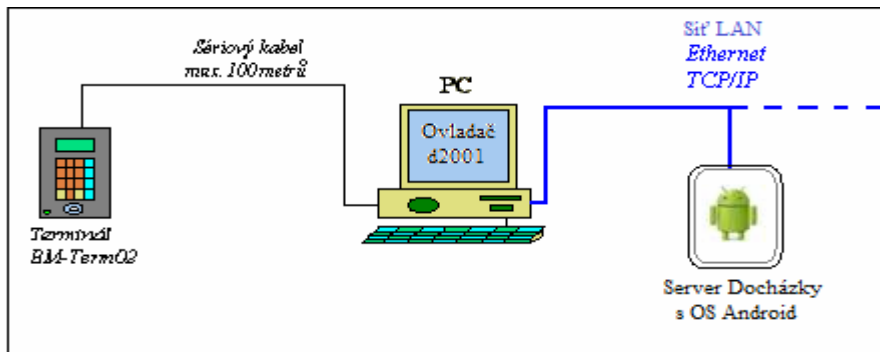 Sériový kabel
max. 100metrů
Síť LAN
Ethernet
TCP/IP
PC
Ovladač
d2001
Terminál
BM-Term02
Server Docházky
s OS Android